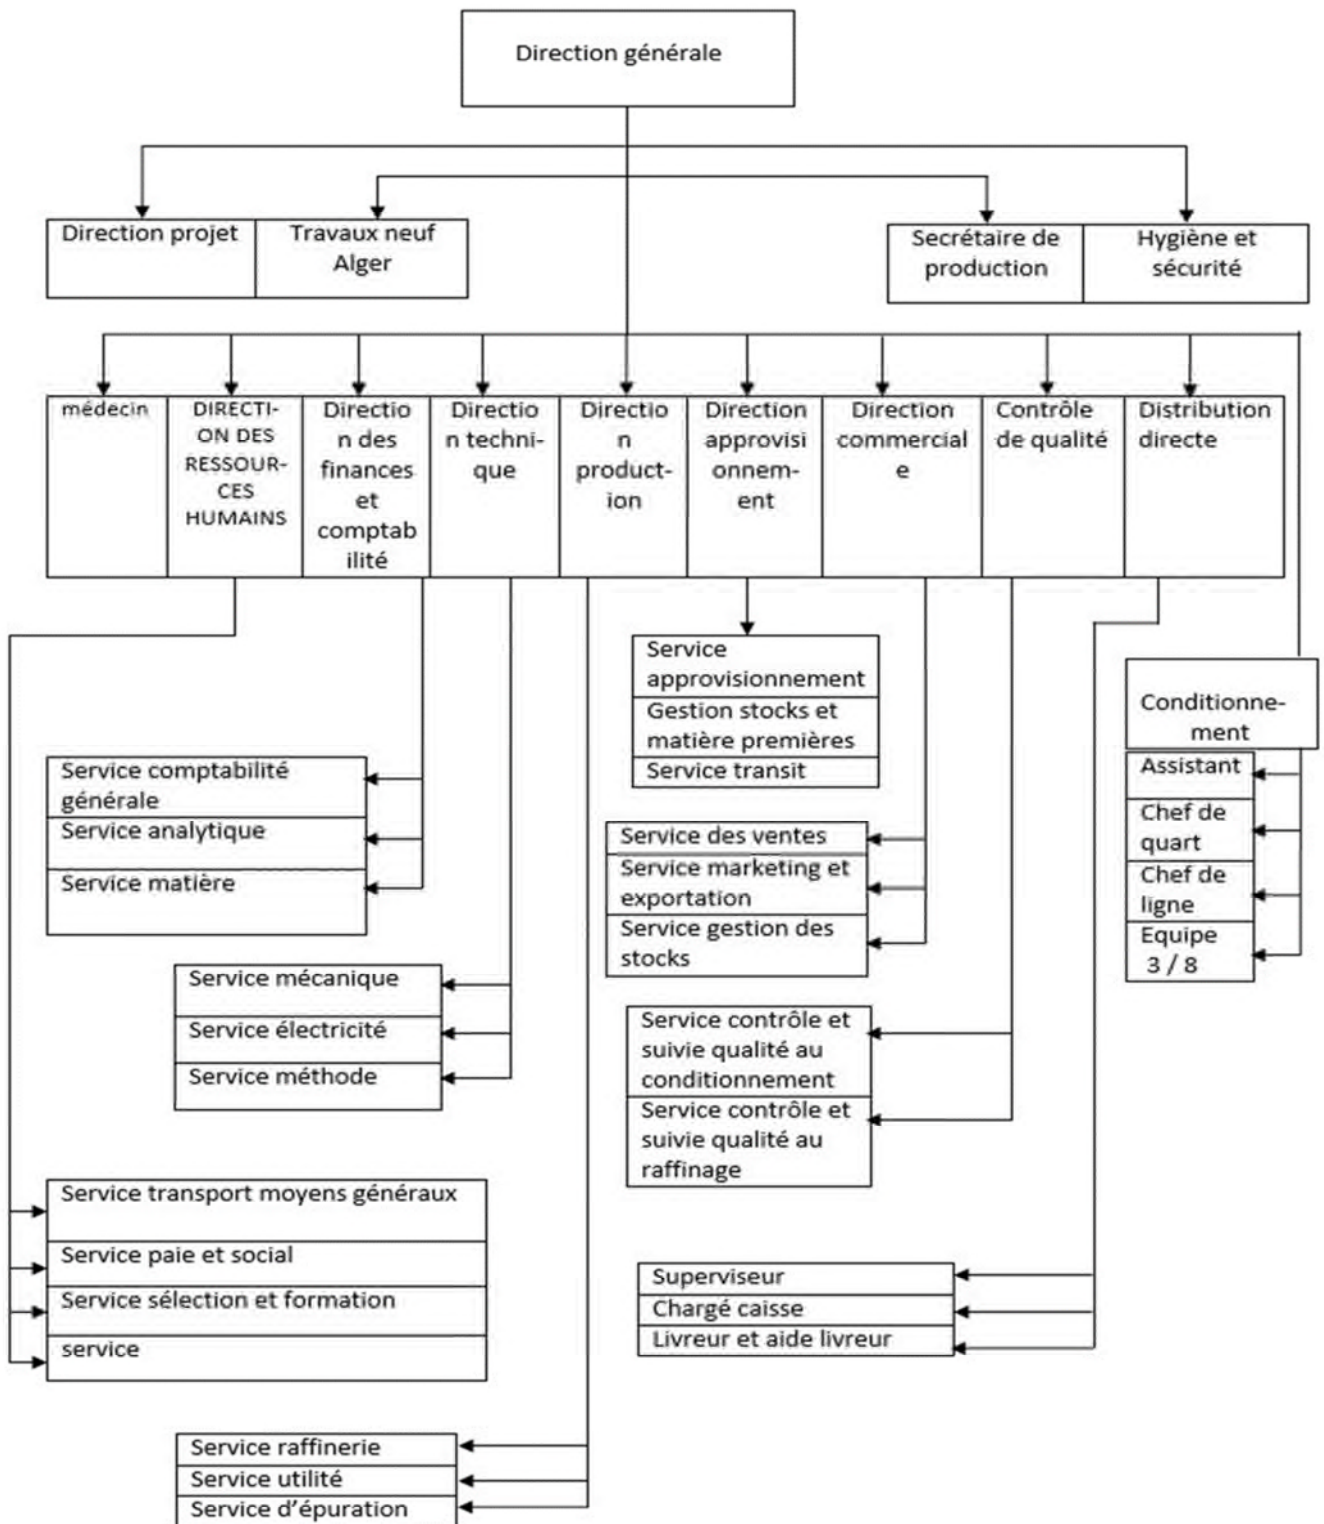 Direction générale
Direction projet
Travaux neuf
Alger
Secrétaire de
production
Hygiène et
sécurité
médecin
DIRECTI-
ON DES
RESSOUR-
CES
HUMAINS
Directio
n des
finances
et
comptab
ilité
Directio
n techni-
que
Directio
n
product-
ion
Direction
approvisi
onnem-
ent
Direction
commercial
e
Contrôle
de qualité
Distribution
directe
Service
approvisionnement
Gestion stocks et
matière premières
Service transit
Conditionne-
ment
Assistant
Chef de
quart
Chef de
ligne
Equipe
3 / 8
Service comptabilité
générale
Service analytique
Service matière
Service des ventes
Service marketing et
exportation
Service gestion des
stocks
Service mécanique
Service électricité
Service méthode
Service contrôle et
suivie qualité au
conditionnement
Service contrôle et
suivie qualité au
raffinage
Service transport moyens généraux
Service paie et social
Service sélection et formation
service
Superviseur
Chargé caisse
Livreur et aide livreur
Service raffinerie
Service utilité
Service d'épuration